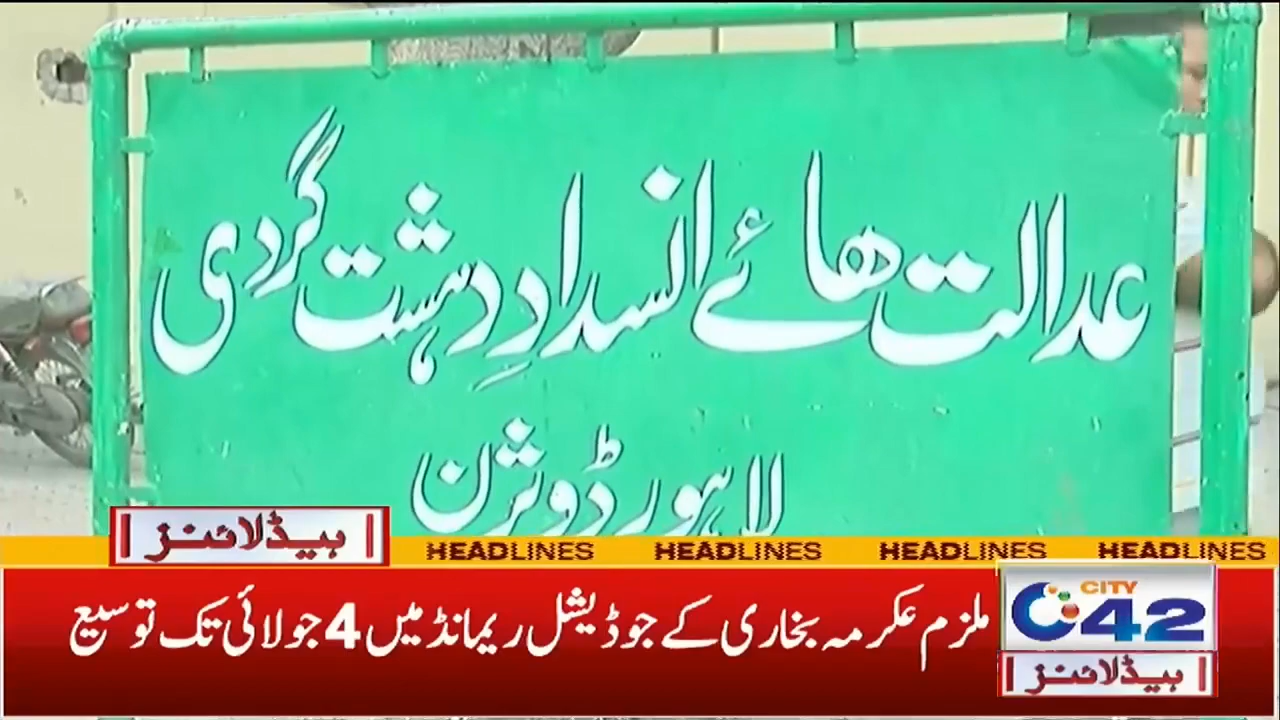 عدالت ھائے انسدادِ دہشت گردی
لاہور ڈویژن
ہیڈلائنز
HEADLINES HEADLINES HEADLINES HEADLINES
ملزم عکرمہ بخاری کے جوڈیشل ریمانڈ میں 4 جولائی تک توسیع
CITY
42
ہیڈلائنز